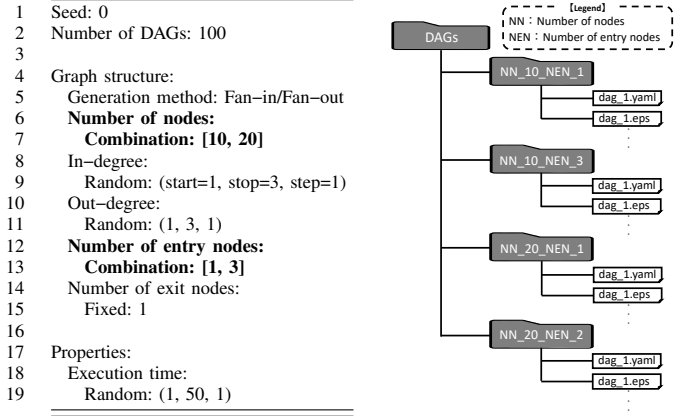 1 Seed: 0
2 Number of DAGs: 100
3
4 Graph structure:
5 Generation method: Fan−in/Fan−out
6 Number of nodes:
7 Combination: [10, 20]
8 In−degree:
9 Random: (start=1, stop=3, step=1)
10 Out−degree:
11 Random: (1, 3, 1)
12 Number of entry nodes:
13 Combination: [1, 3]
14 Number of exit nodes:
15 Fixed: 1
16
17 Properties:
18 Execution time:
19 Random: (1, 50, 1)
【Legend】
NN：Number of nodes
NEN：Number of entry nodes
DAGs
NN_10_NEN_1
dag_1.yaml
dag_1.eps
NN_10_NEN_3
dag_1.yaml
dag_1.eps
NN_20_NEN_1
dag_1.yaml
dag_1.eps
NN_20_NEN_2
dag_1.yaml
dag_1.eps